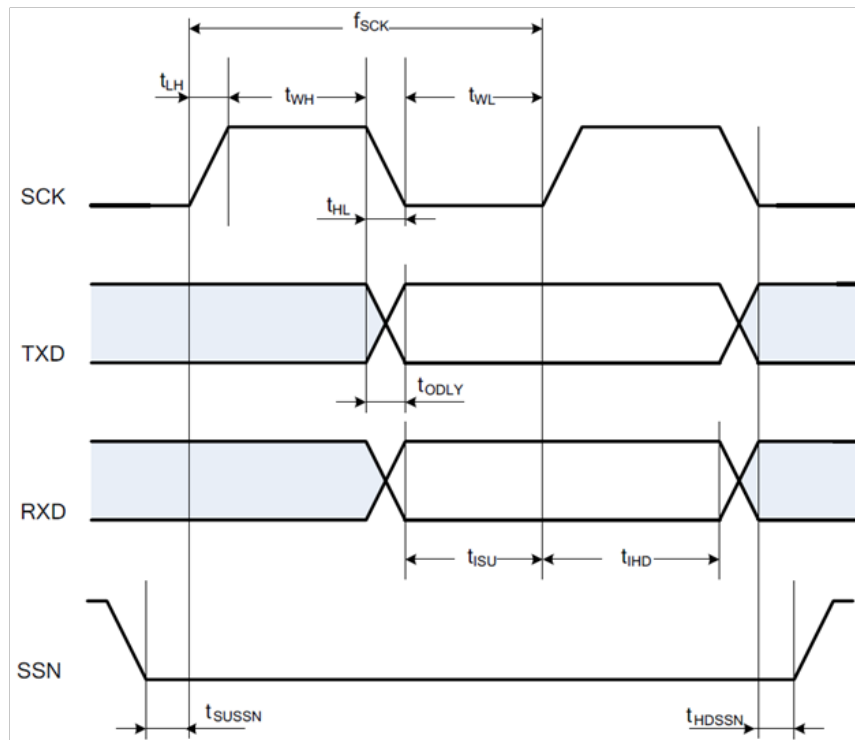 fSCK
tLH
tWH
tWL
SCK
tHL
TXD
tODLY
RXD
tISU
tIHD
SSN
tSUSSN
tHDSSN